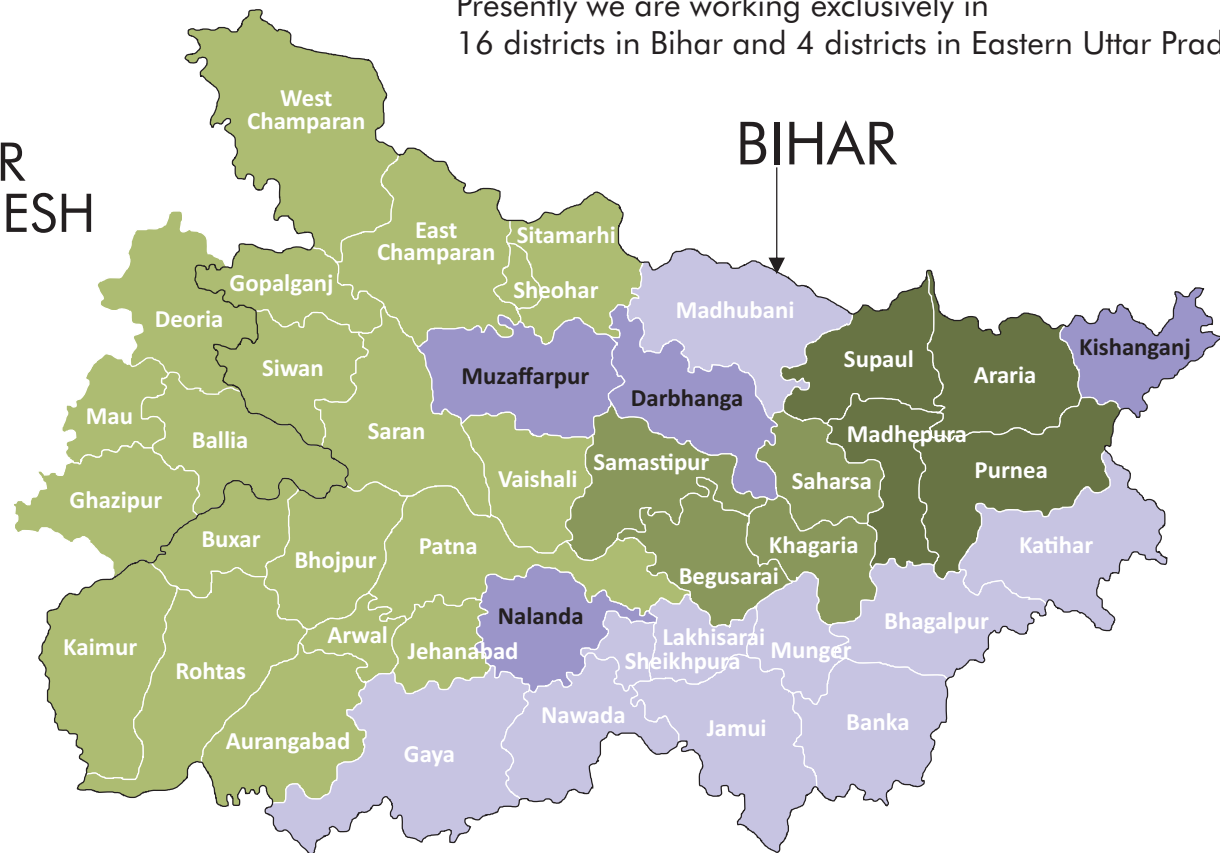 Presently we are working exclusively in
16 districts in Bihar and 4 districts in Eastern Uttar Prad
BIHAR
R
ESH
West
Champaran
East
Champaran
Sitamarhi
Sheohar
Gopalganj
Deoria
Siwan
Madhubani
Muzaffarpur
Darbhanga
Supaul
Araria
Kishanganj
Mau
Ballia
Saran
Vaishali
Samastipur
Saharsa
Madhepura
Purnea
Ghazipur
Buxar
Bhojpur
Patna
Begusarai
Khagaria
Katihar
Kaimur
Rohtas
Arwal
Jehanabad
Nalanda
Lakhisarai
Sheikhpura
Munger
Bhagalpur
Aurangabad
Gaya
Nawada
Jamui
Banka